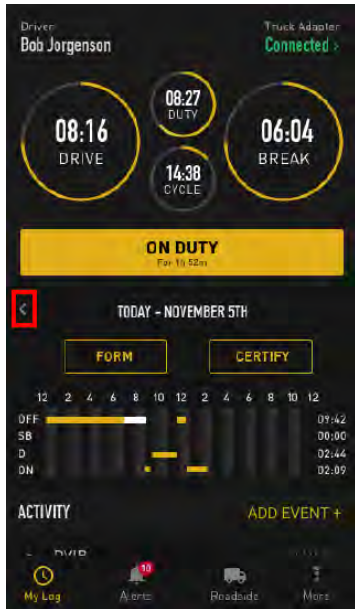 Driver
Truck Adapter
Bob Jorgenson
Connected >
08:27
DUTY
08:16
DRIVE
06:04
BREAK
14:38
CYCLE
ON DUTY
For 1h 52m
< TODAY - NOVEMBER 5TH
FORM
CERTIFY
12 2 4 6 8 10 12 2 4 6 8 10 12
OFF 09:42
SB 00:00
D 02:44
ON 02:09
ACTIVITY
ADD EVENT +
DVIR
10
My Log
Alerts
Roadside
More